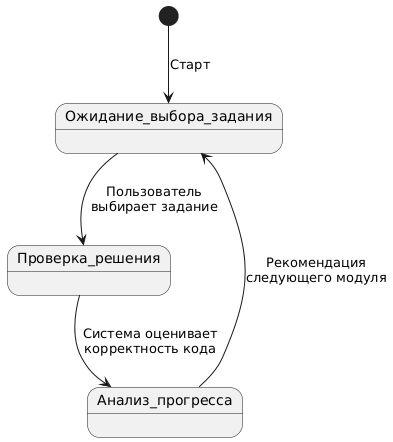 Старт
Ожидание_выбора_задания
Пользователь
выбирает задание
Проверка_решения
Рекомендация
следующего модуля
Система оценивает
корректность кода
Анализ_прогресса